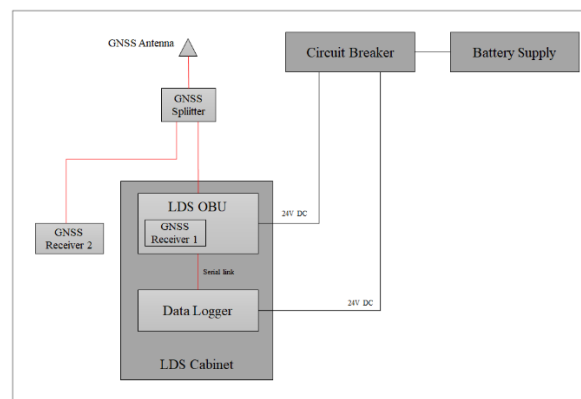 GNSS Antenna
Circuit Breaker
Battery Supply
GNSS
Spliitter
LDS OBU
GNSS
Receiver 1
24V DC
GNSS
Receiver 2
Serial link
24V DC
Data Logger
LDS Cabinet